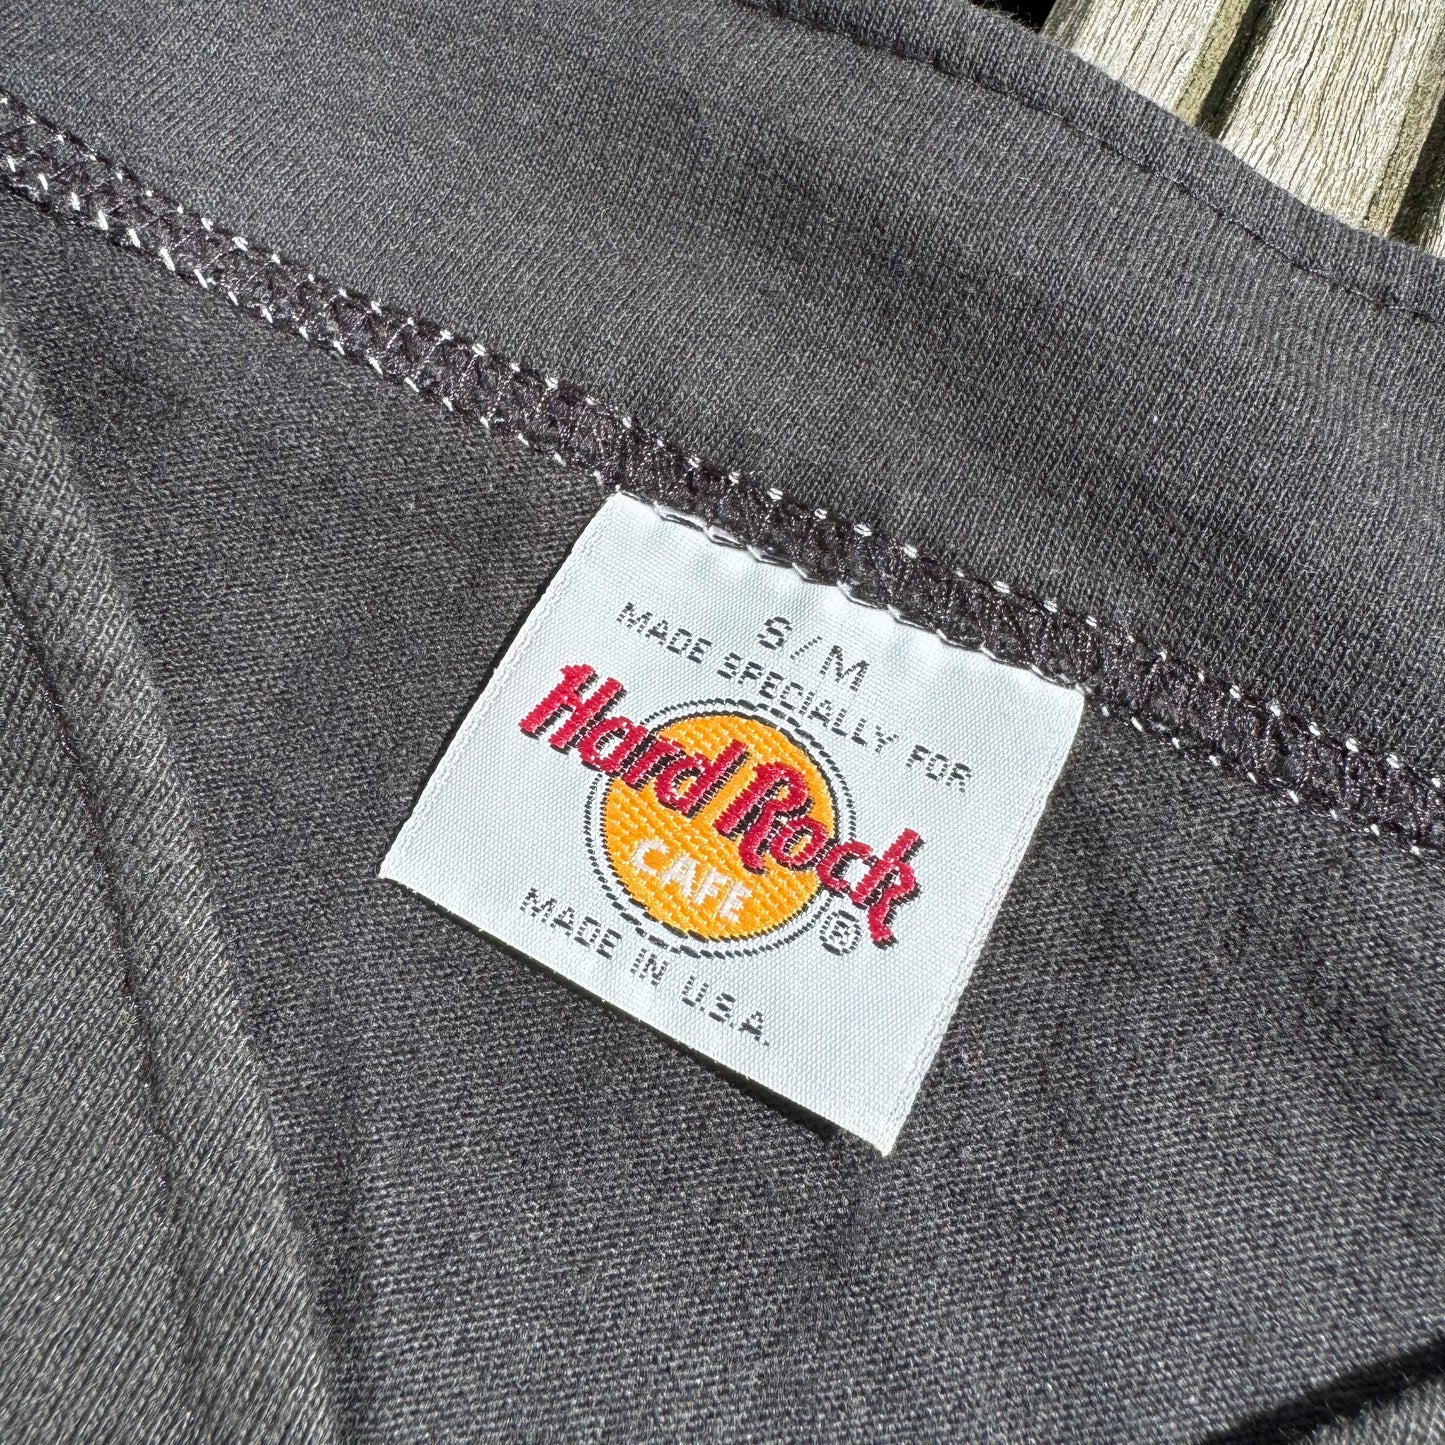 S/M
MADE SPECIALLY FOR
Hard Rock
CAFE
®
MADE IN U.S.A.